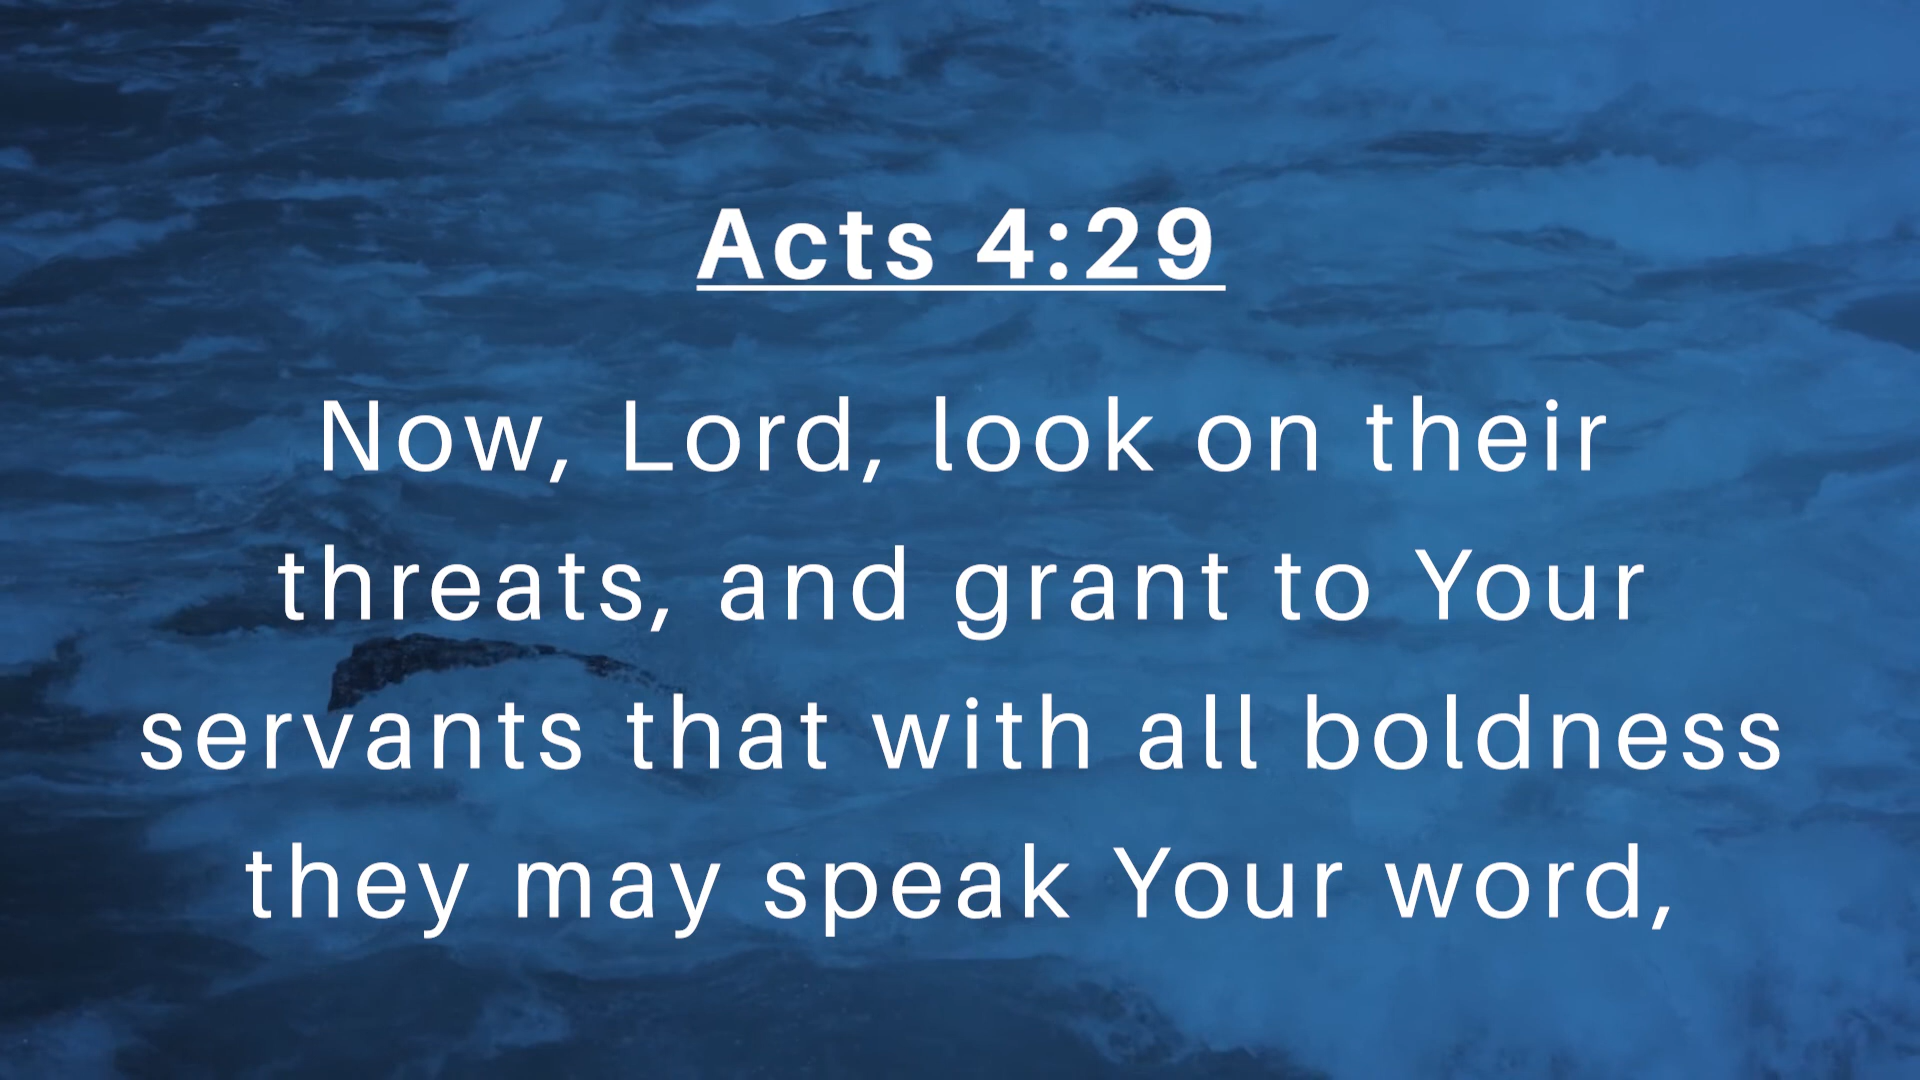 Acts 4:29
Now, Lord, look on their
threats, and grant to Your
servants that with all boldness
they may speak Your word,